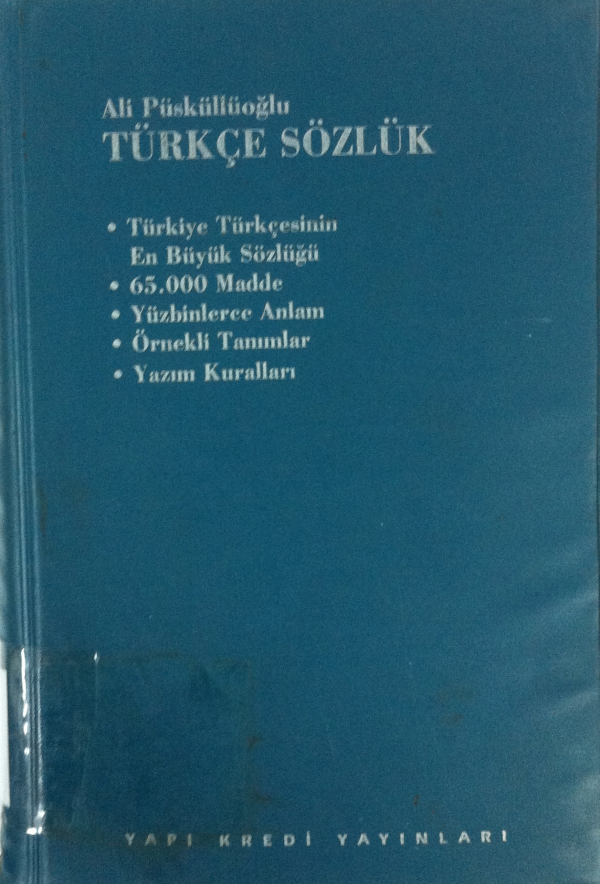 Ali Püsküllüoğlu
TÜRKÇE SÖZLÜK
• Türkiye Türkçesinin
En Büyük Sözlüğü
• 65.000 Madde
• Yüzbinlerce Anlam
• Örnekli Tanımlar
• Yazım Kuralları
YAPI KREDİ YAYINLARI